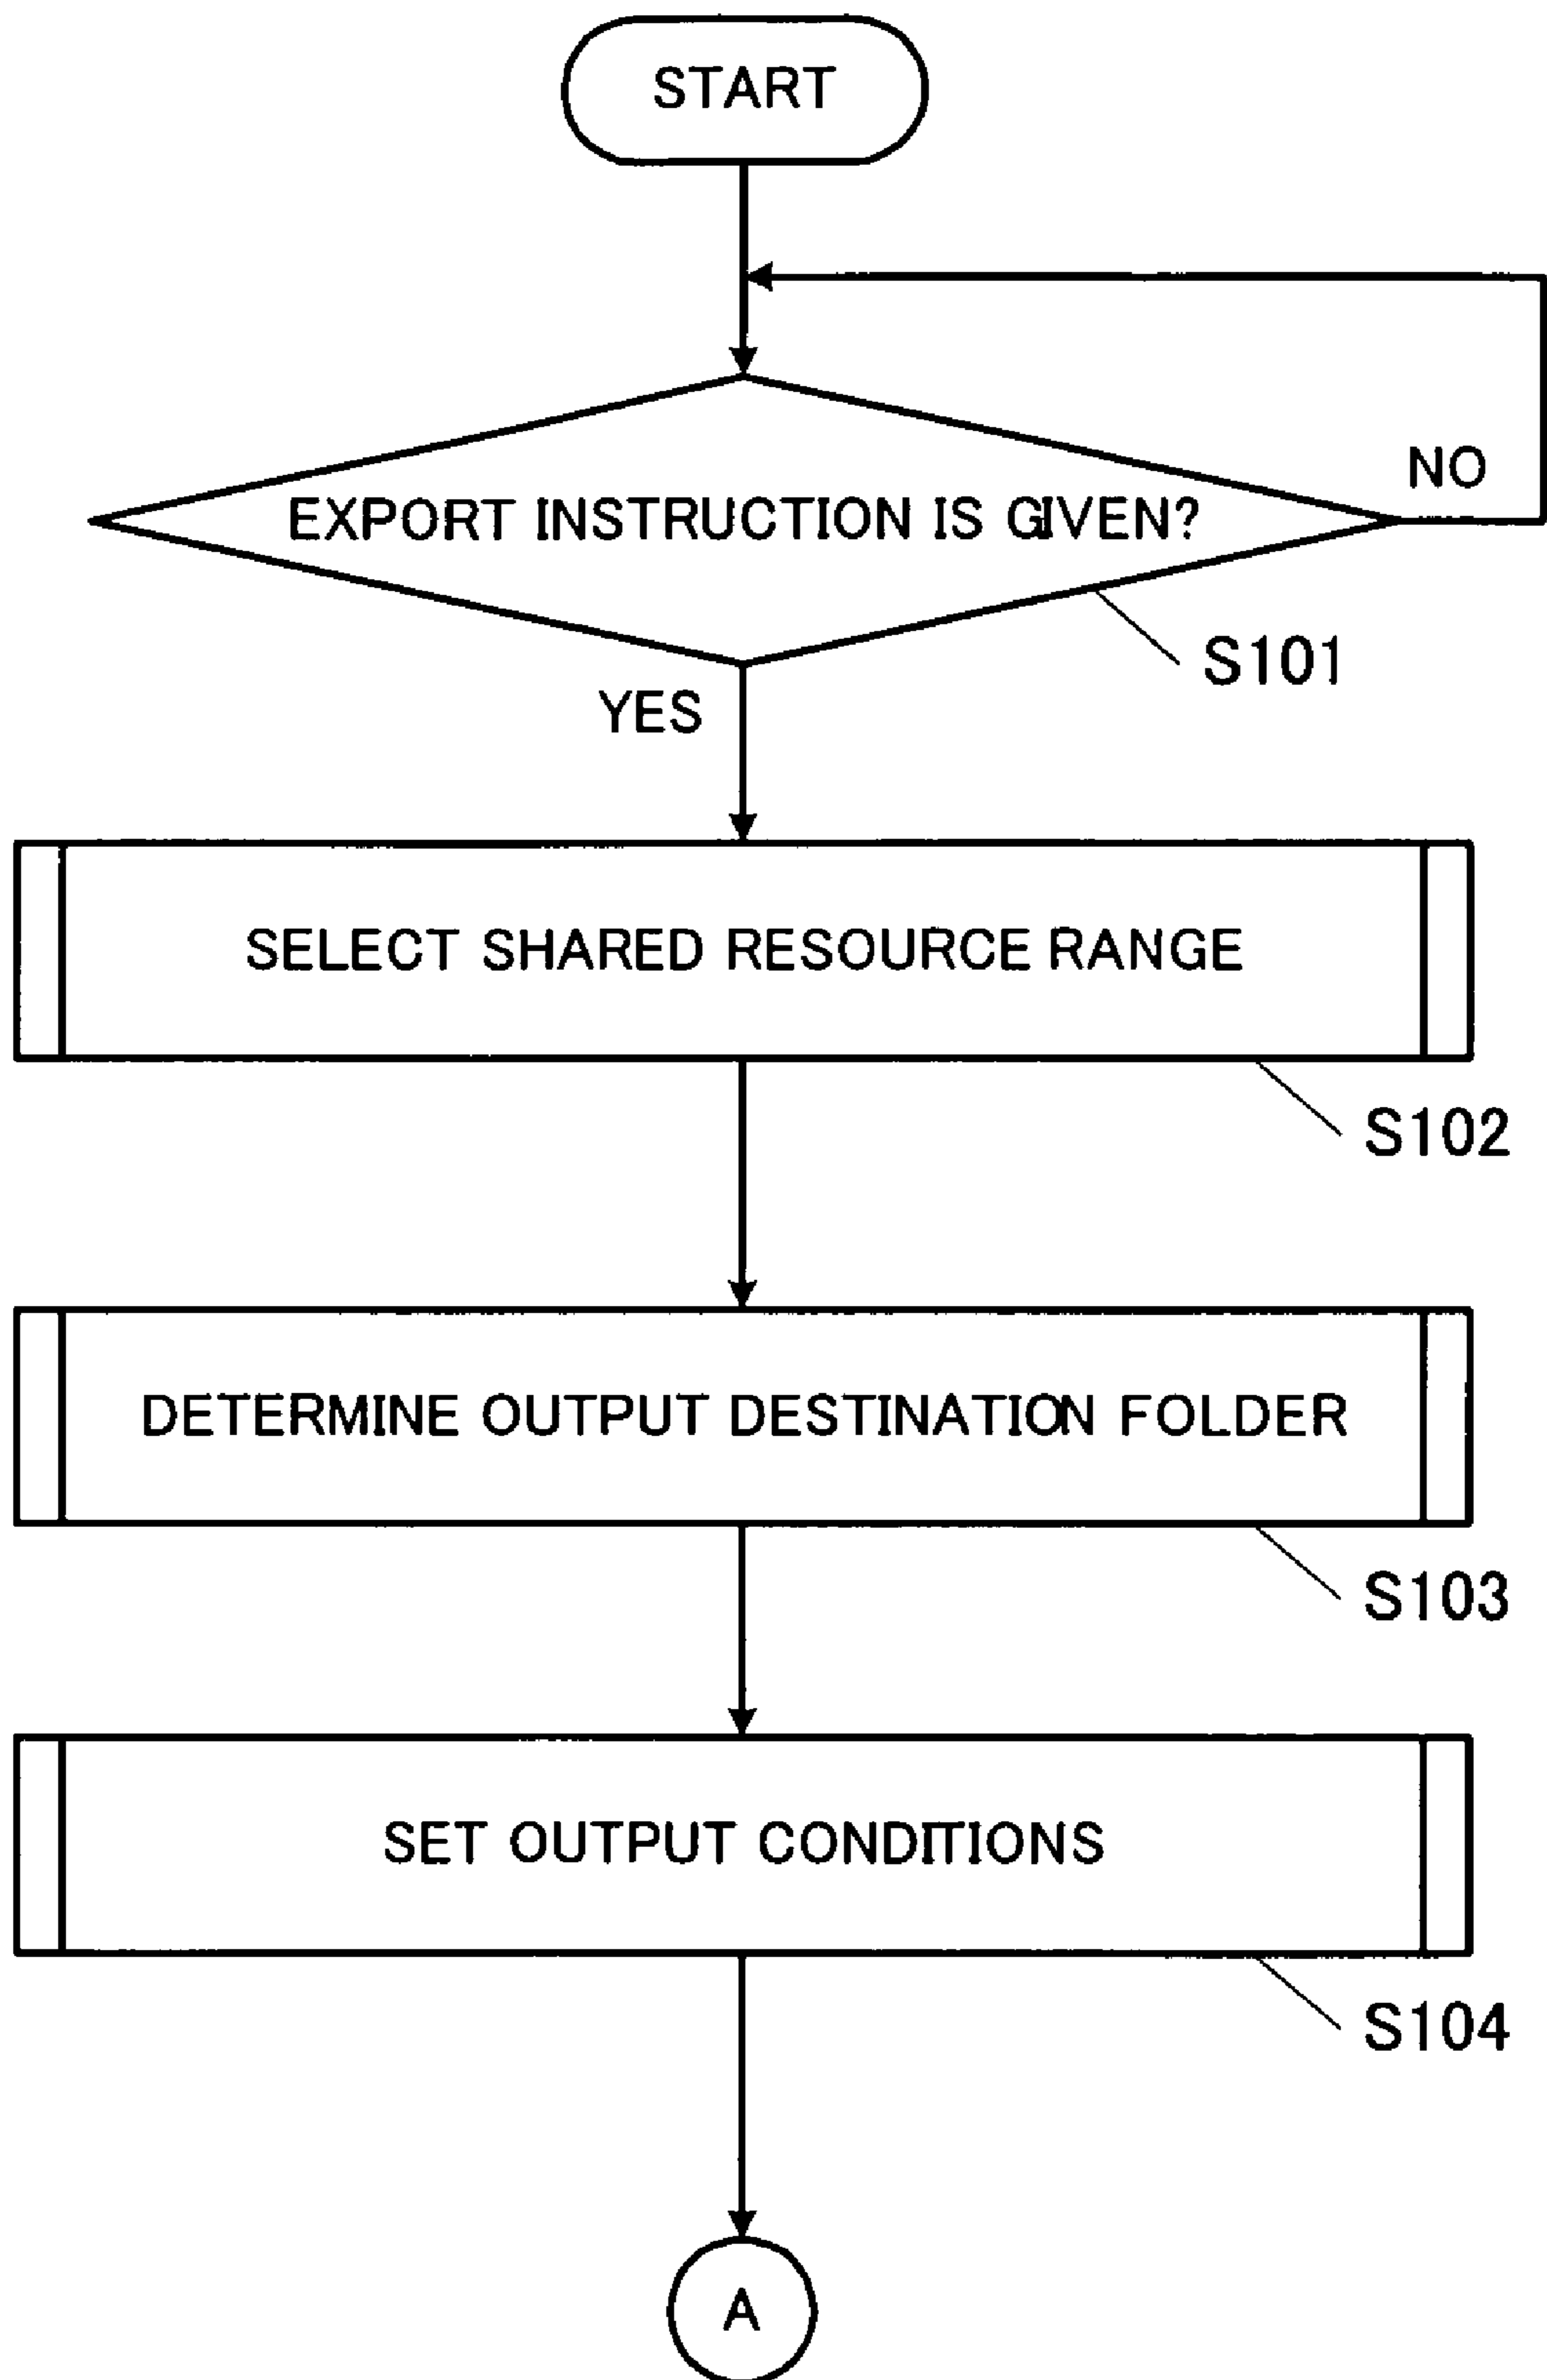 START
NO
EXPORT INSTRUCTION IS GIVEN?
S101
YES
SELECT SHARED RESOURCE RANGE
S102
DETERMINE OUTPUT DESTINATION FOLDER
S103
SET OUTPUT CONDITIONS
S104
A